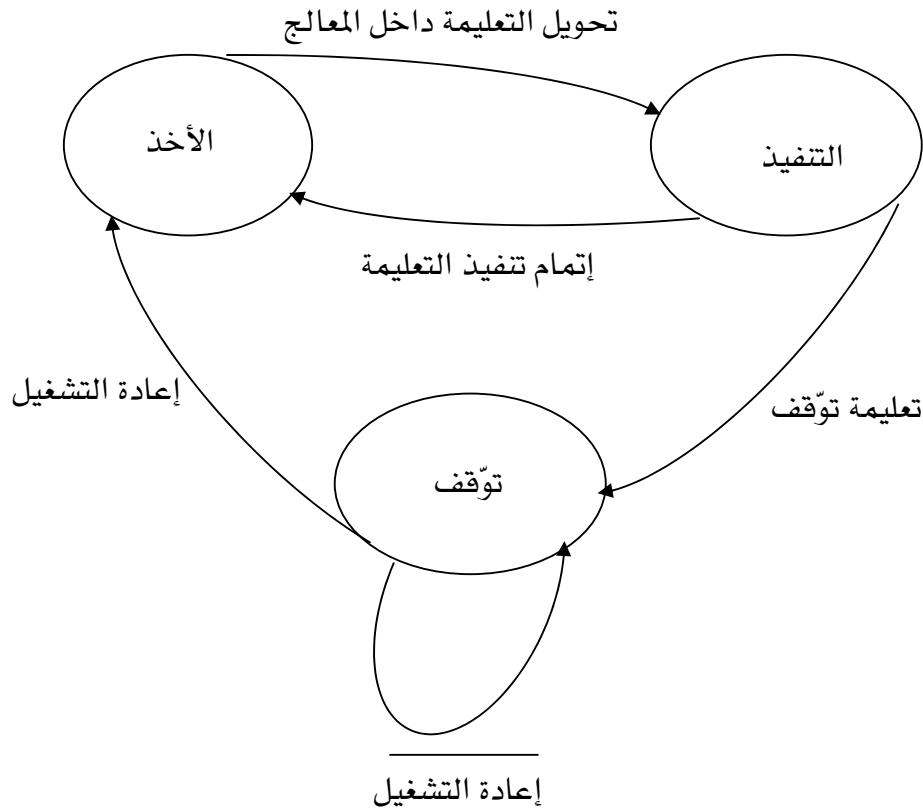 تحويل التعليمة داخل المعالج
الأخذ
التنفيذ
إتمام تنفيذ التعليمة
إعادة التشغيل
تعليمة توّقف
توّقف
إعادة التشغيل